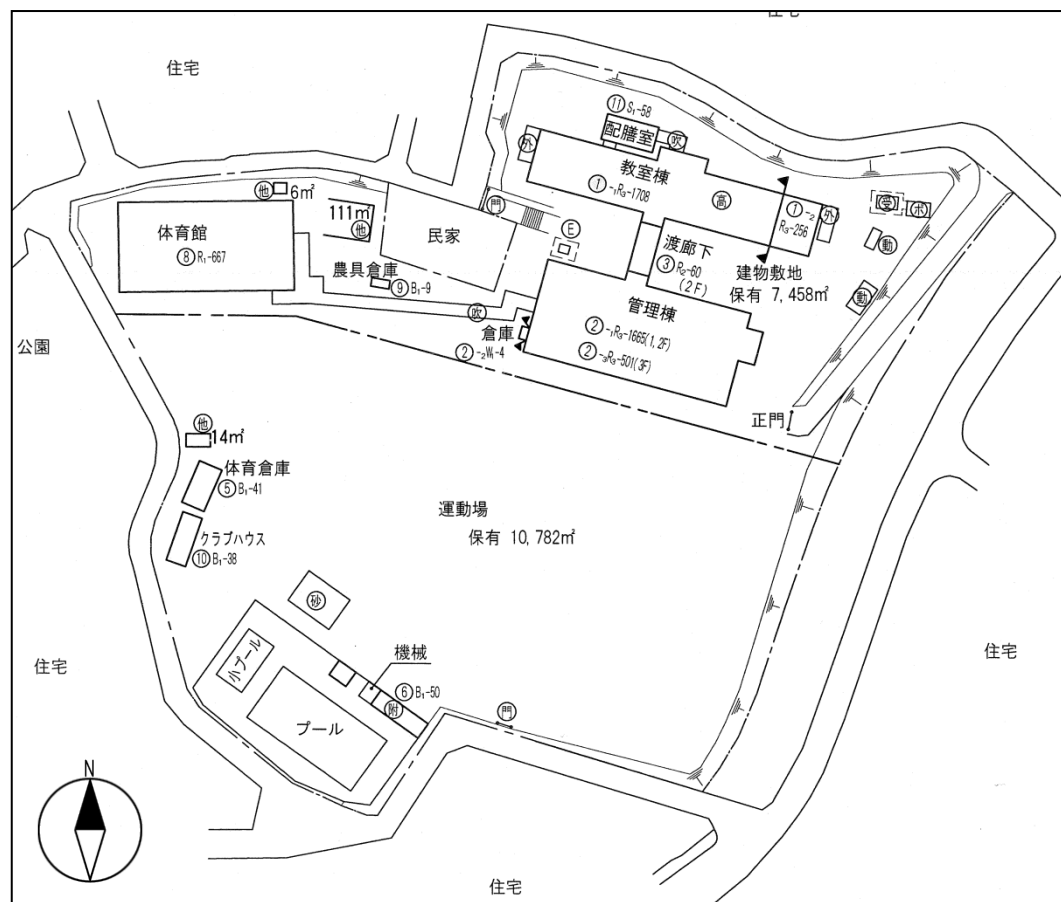 住宅
住宅
⑪ S₁-58
配膳室
吹
外
教室棟
①-₁R₃-1708
高
①-₂
R₃-256
外
受
ポ
動
動
他
6㎡
111㎡
他
門
民家
E
体育館
⑧ R₁-667
農具倉庫
⑨ B₁-9
渡廊下
③ R₂-60
(2F)
建物敷地
保有 7,458㎡
管理棟
②-₁R₃-1665(1,2F)
②-₃R₃-501(3F)
吹
倉庫
②-₂W₁-4
公園
正門
他
14㎡
体育倉庫
⑤ B₁-41
クラブハウス
⑩ B₁-38
運動場
保有 10,782㎡
砂
小プール
機械
⑥ B₁-50
附
プール
門
住宅
住宅
N
住宅